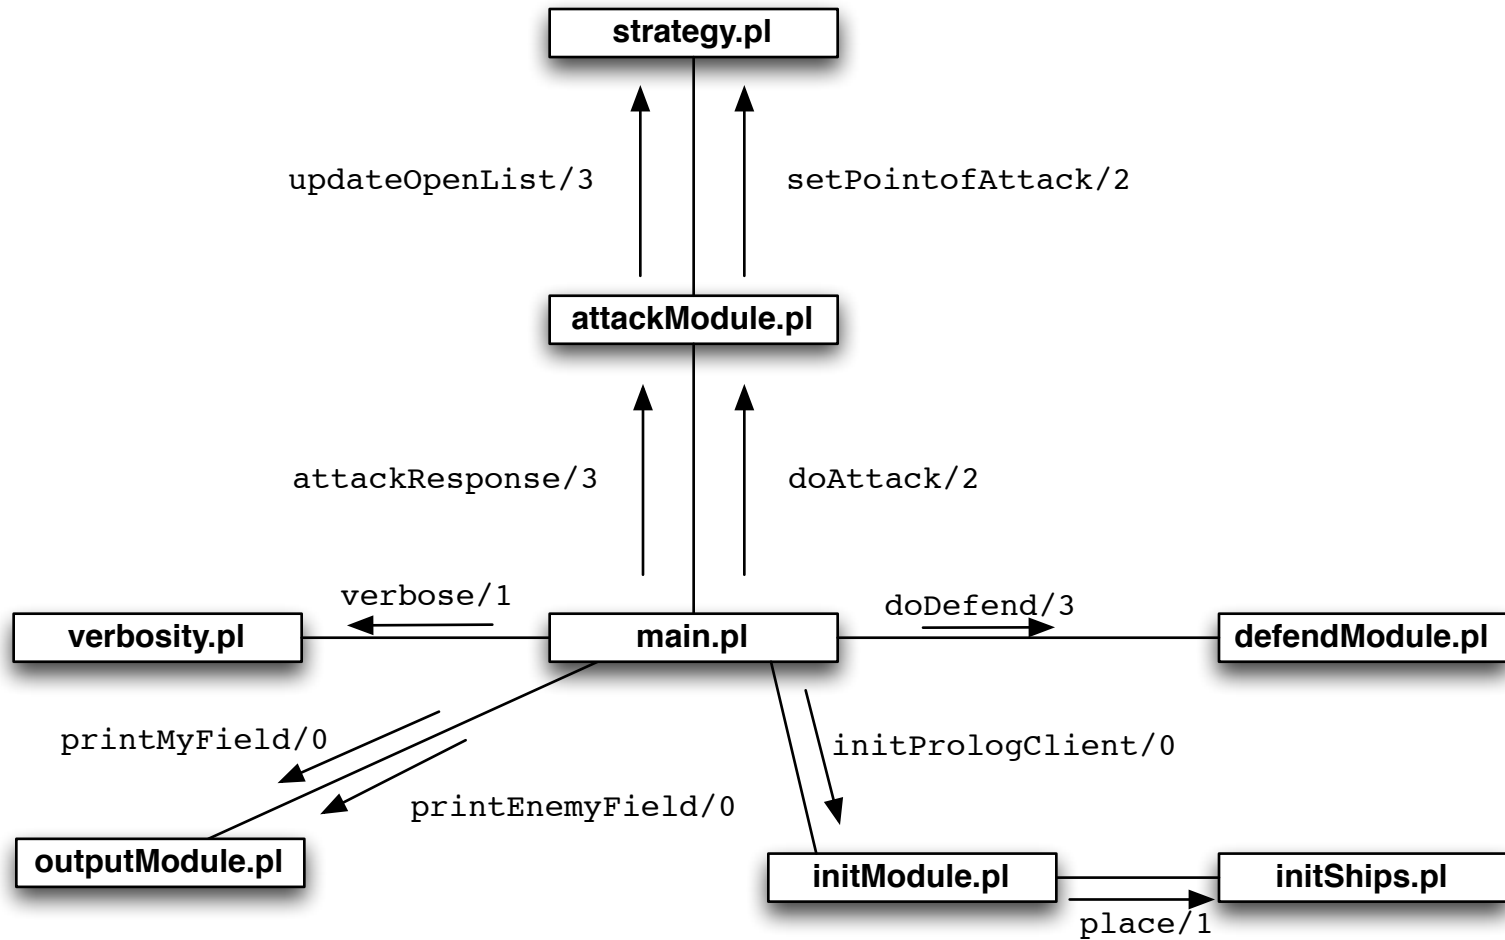 strategy.pl
updateOpenList/3
setPointofAttack/2
attackModule.pl
attackResponse/3
doAttack/2
verbose/1
doDefend/3
verbosity.pl
main.pl
defendModule.pl
printMyField/0
initPrologClient/0
printEnemyField/0
outputModule.pl
initModule.pl
initShips.pl
place/1